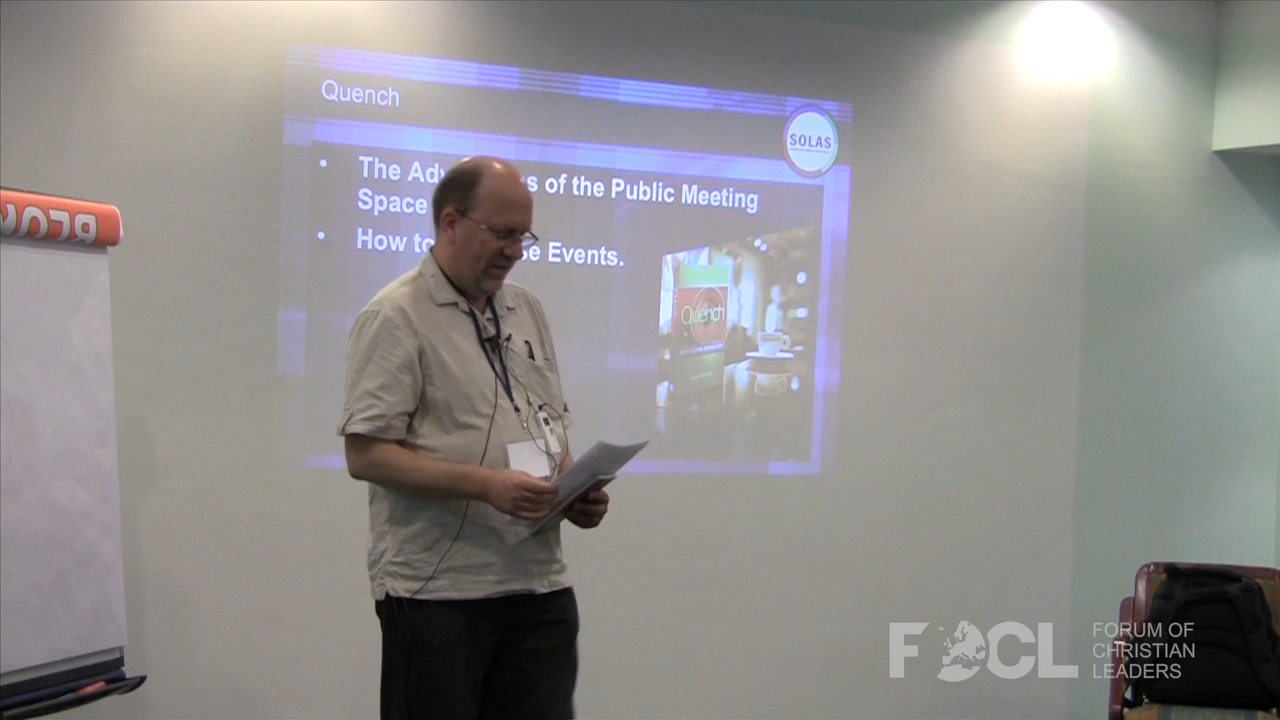 Quench
SOLAS
• The Adv s of the Public Meeting
Space
• How to se Events.
Quench
FOCL
FORUM OF
CHRISTIAN
LEADERS